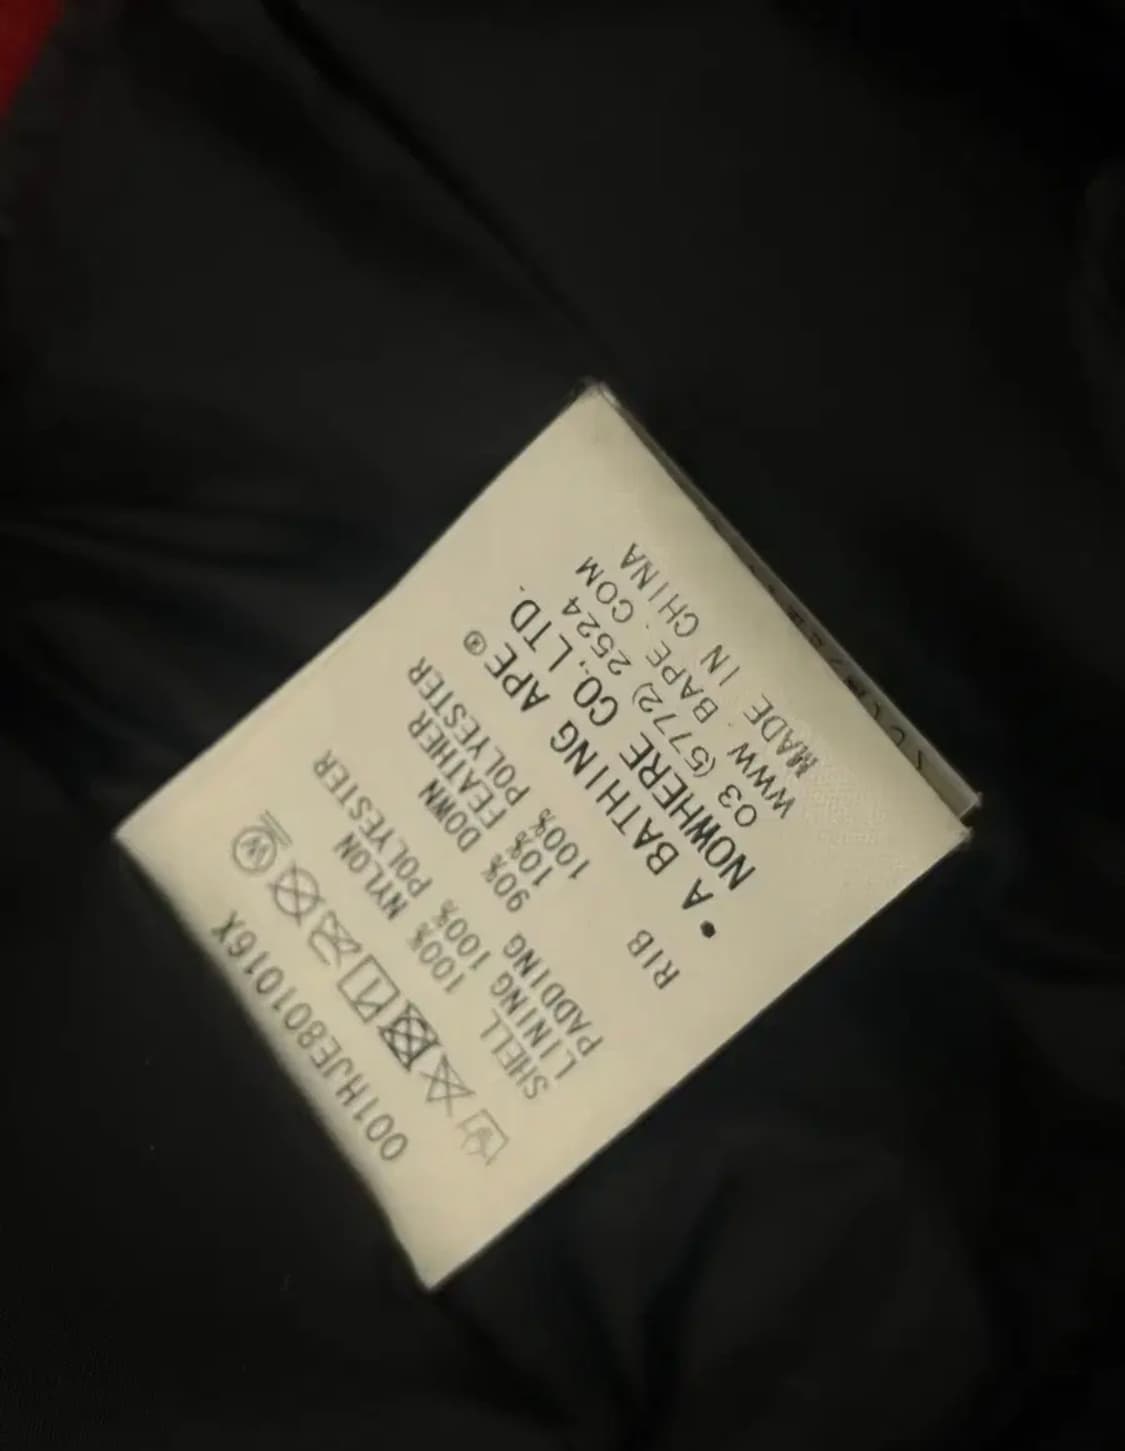 001HJE801016X
SHELL 100% NYLON
LINING 100% POLYESTER
PADDING 90% DOWN
10% FEATHER
RIB 100% POLYESTER
• A BATHING APE®
NOWHERE CO., LTD.
03 (5772) 2524
WWW. BAPE. COM
MADE IN CHINA